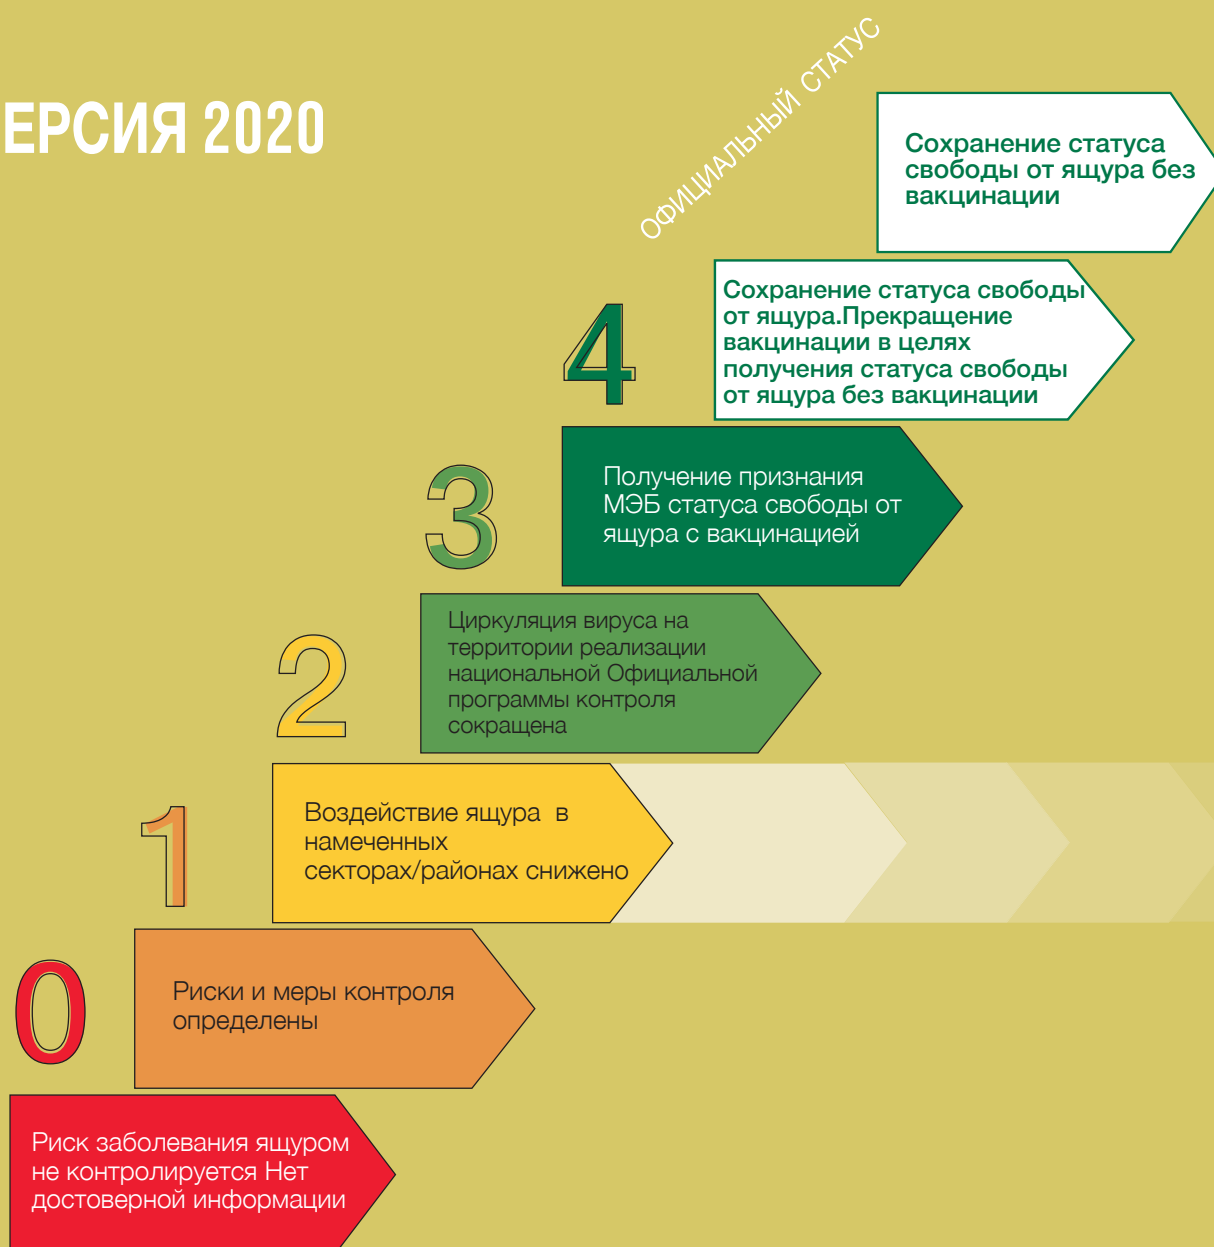 ЕРСИЯ 2020
ОФИЦИАЛЬНЫЙ СТАТУС
Сохранение статуса
свободы от ящура без
вакцинации
Сохранение статуса свободы
от ящура.Прекращение
вакцинации в целях
получения статуса свободы
от ящура без вакцинации
4
Получение признания
МЭБ статуса свободы от
ящура с вакцинацией
3
Циркуляция вируса на
территории реализации
национальной Официальной
программы контроля
сокращена
2
Воздействие ящура в
намеченных
секторах/районах снижено
1
Риски и меры контроля
определены
0
Риск заболевания ящуром
не контролируется Нет
достоверной информации